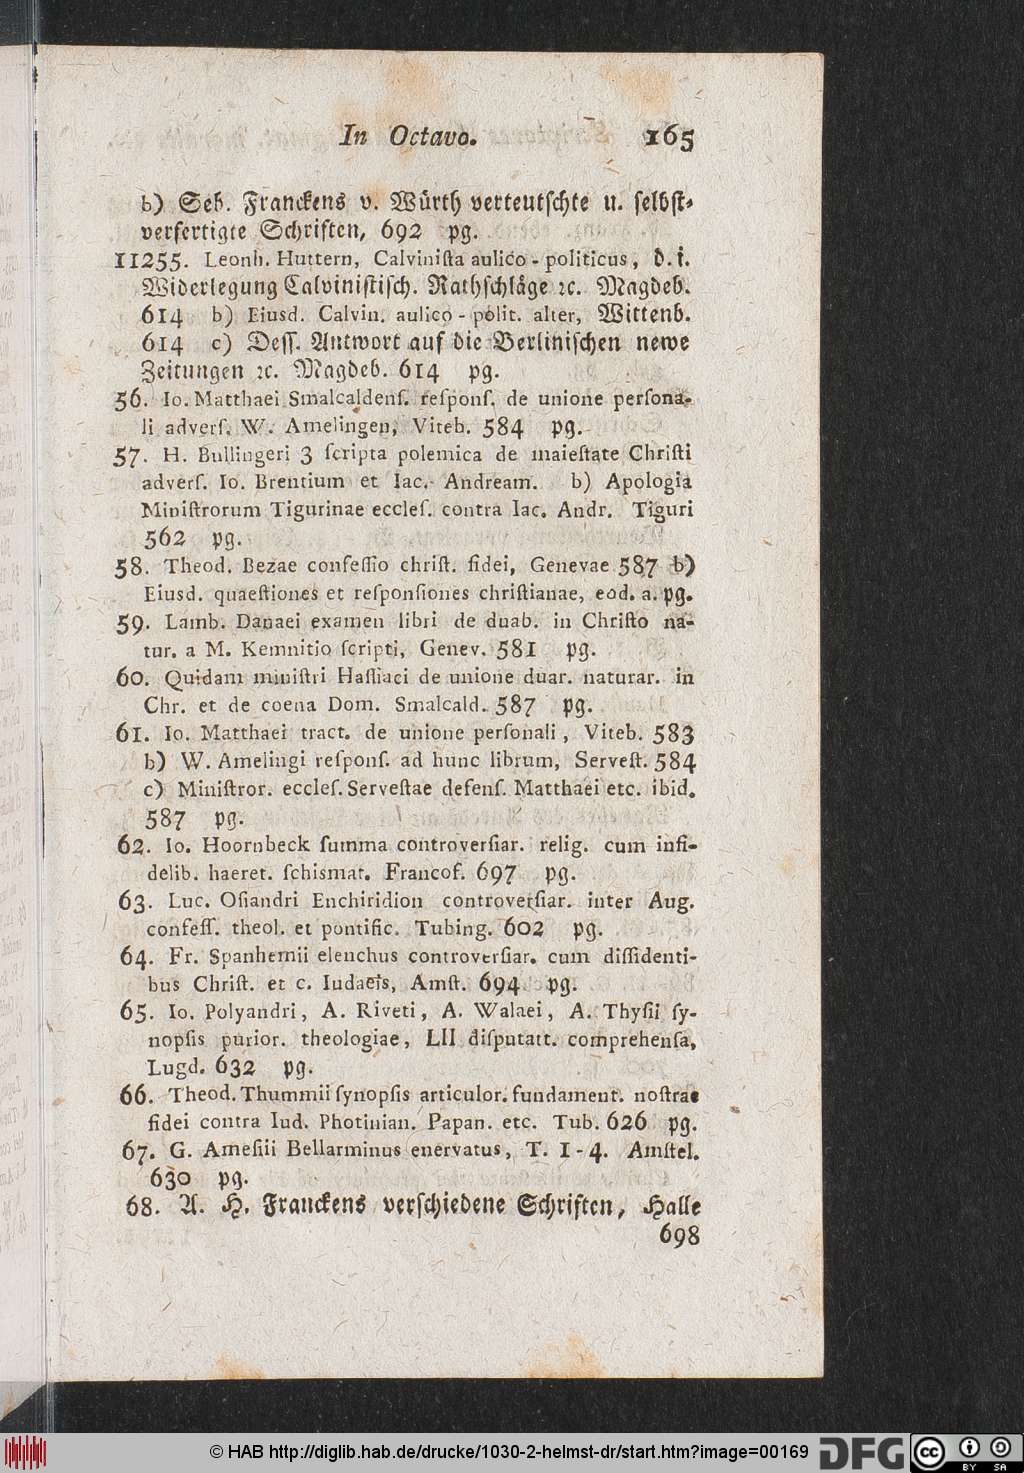 In Octavo. 165
b) Seb. Franckens v. Würth verteutschte u. selbst-
verfertigte Schriften, 692 pg.
11255. Leonh. Huttern, Calviniſta aulico-politicus, d. i.
Widerlegung Calvinistisch. Rathschläge ꝛc. Magdeb.
614 b) Eiusd. Calvin. aulico-polit. alter, Wittenb.
614 c) Dess. Antwort auf die Berlinischen newe
Zeitungen ꝛc. Magdeb. 614 pg.
56. Io. Matthaei Smalcaldenſ. reſponſ. de unione perſona-
li adverſ. W. Amelingen, Viteb. 584 pg.
57. H. Bullingeri 3 ſcripta polemica de maieſtate Chriſti
adverſ. Io. Brentium et Iac. Andream. b) Apologia
Miniſtrorum Tigurinae eccleſ. contra Iac. Andr. Tiguri
562 pg.
58. Theod. Bezae confeſſio chriſt. fidei, Genevae 587 b)
Eiusd. quaeſtiones et reſponſiones chriſtianae, eod. a. pg.
59. Lamb. Danaei examen libri de duab. in Chriſto na-
tur. a M. Kemnitio ſcripti, Genev. 581 pg.
60. Quidam miniſtri Haſſiaci de unione duar. naturar. in
Chr. et de coena Dom. Smalcald. 587 pg.
61. Io. Matthaei tract. de unione perſonali, Viteb. 583
b) W. Amelingi reſponſ. ad hunc librum, Serveſt. 584
c) Miniſtror. eccleſ. Serveſtae defenſ. Matthaei etc. ibid.
587 pg.
62. Io. Hoornbeck ſumma controverſiar. relig. cum infi-
delib. haeret. ſchismat. Francof. 697 pg.
63. Luc. Oſiandri Enchiridion controverſiar. inter Aug.
confeſſ. theol. et pontific. Tubing. 602 pg.
64. Fr. Spanhemii elenchus controverſiar. cum diſſidenti-
bus Chriſt. et c. Iudaeis, Amſt. 694 pg.
65. Io. Polyandri, A. Riveti, A. Walaei, A. Thyſii ſy-
nopſis purior. theologiae, LII diſputatt. comprehenſa,
Lugd. 632 pg.
66. Theod. Thummii ſynopſis articulor. fundament. noſtrae
fidei contra Iud. Photinian. Papan. etc. Tub. 626 pg.
67. G. Ameſiii Bellarminus enervatus, T. 1-4. Amſtel.
630 pg.
68. A. H. Franckens verschiedene Schriften, Halle
698
© HAB http://diglib.hab.de/drucke/1030-2-helmst-dr/start.htm?image=00169 DFG cc BY SA